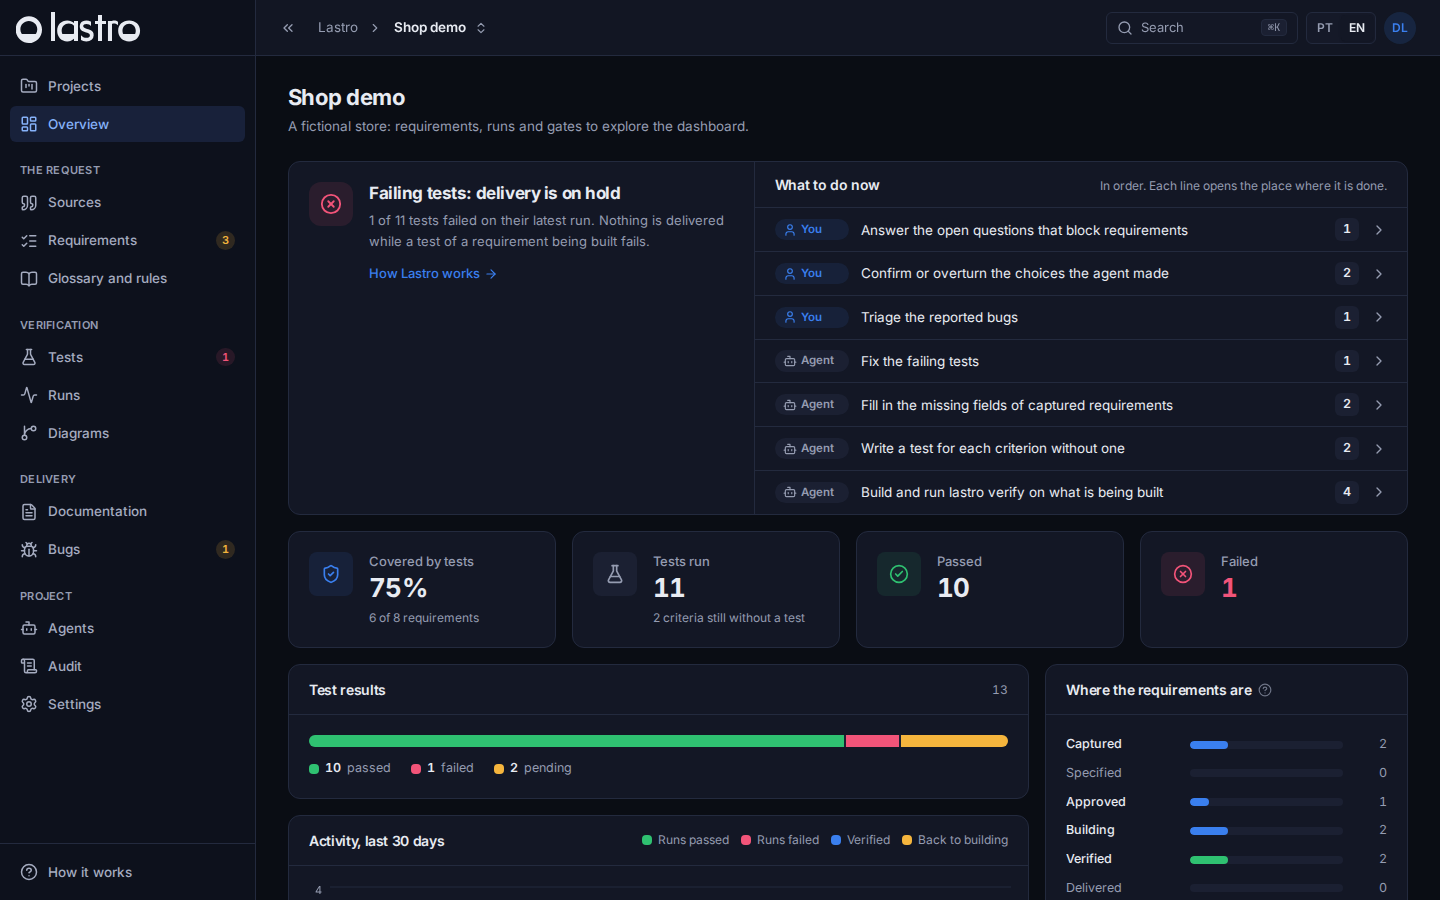 lastro
Projects
Overview
THE REQUEST
Sources
Requirements 3
Glossary and rules
VERIFICATION
Tests 1
Runs
Diagrams
DELIVERY
Documentation
Bugs 1
PROJECT
Agents
Audit
Settings
How it works
Lastro Shop demo
Search ⌘K PT EN DL
Shop demo
A fictional store: requirements, runs and gates to explore the dashboard.
Failing tests: delivery is on hold
1 of 11 tests failed on their latest run. Nothing is delivered
while a test of a requirement being built fails.
How Lastro works →
What to do now In order. Each line opens the place where it is done.
You Answer the open questions that block requirements 1
You Confirm or overturn the choices the agent made 2
You Triage the reported bugs 1
Agent Fix the failing tests 1
Agent Fill in the missing fields of captured requirements 2
Agent Write a test for each criterion without one 2
Agent Build and run lastro verify on what is being built 4
Covered by tests
75%
6 of 8 requirements
Tests run
11
2 criteria still without a test
Passed
10
Failed
1
Test results 13
10 passed 1 failed 2 pending
Activity, last 30 days Runs passed Runs failed Verified Back to building
4
Where the requirements are ?
Captured 2
Specified 0
Approved 1
Building 2
Verified 2
Delivered 0